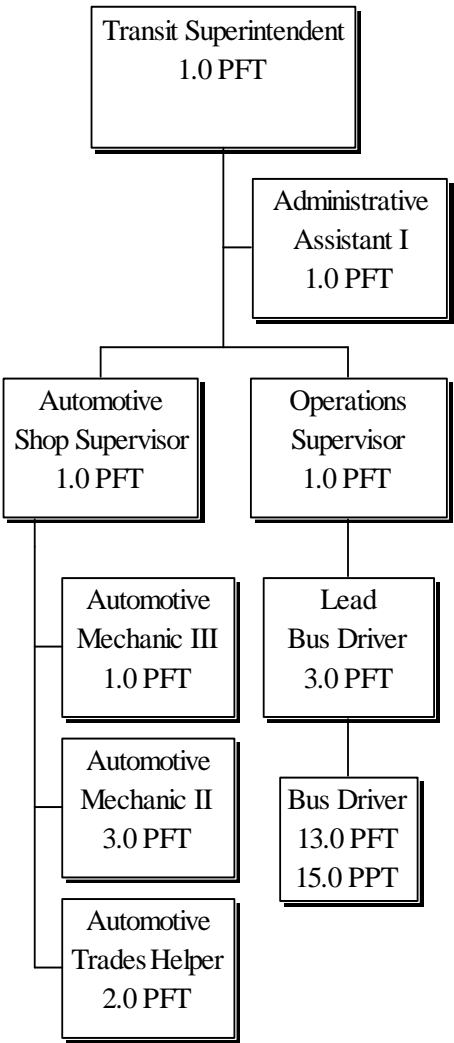 Transit Superintendent
1.0 PFT
Administrative
Assistant I
1.0 PFT
Automotive
Shop Supervisor
1.0 PFT
Operations
Supervisor
1.0 PFT
Automotive
Mechanic III
1.0 PFT
Automotive
Mechanic II
3.0 PFT
Automotive
Trades Helper
2.0 PFT
Lead
Bus Driver
3.0 PFT
Bus Driver
13.0 PFT
15.0 PPT